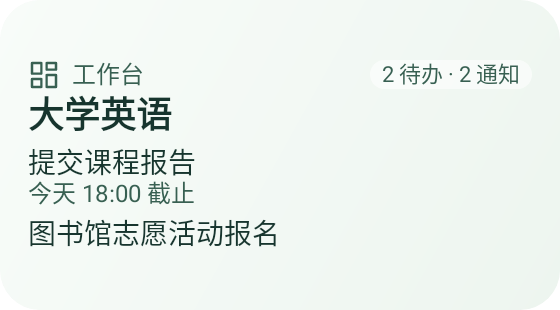 工作台
2 待办 · 2 通知
大学英语
提交课程报告
今天 18:00 截止
图书馆志愿活动报名